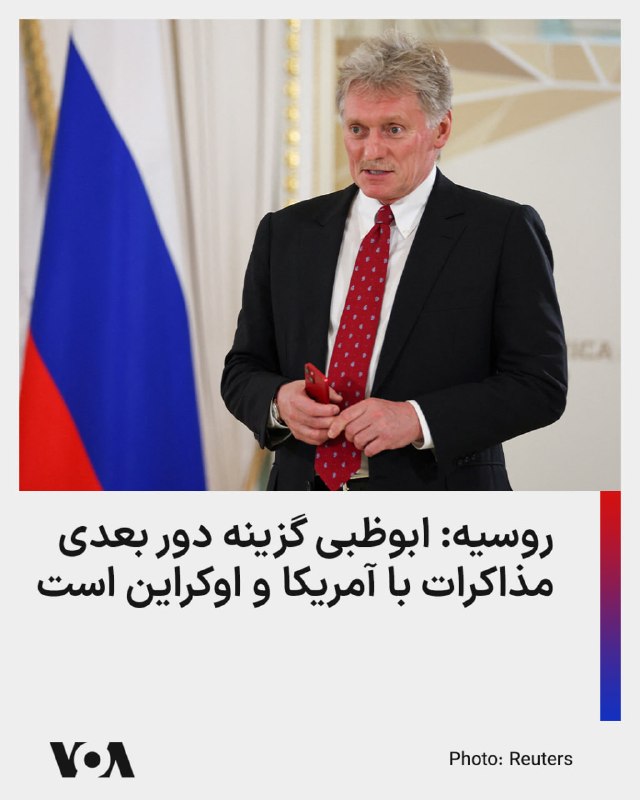 روسیه: ابوظبی گزینه دور بعدی
مذاکرات با آمریکا و اوکراین است
VOA
Photo: Reuters